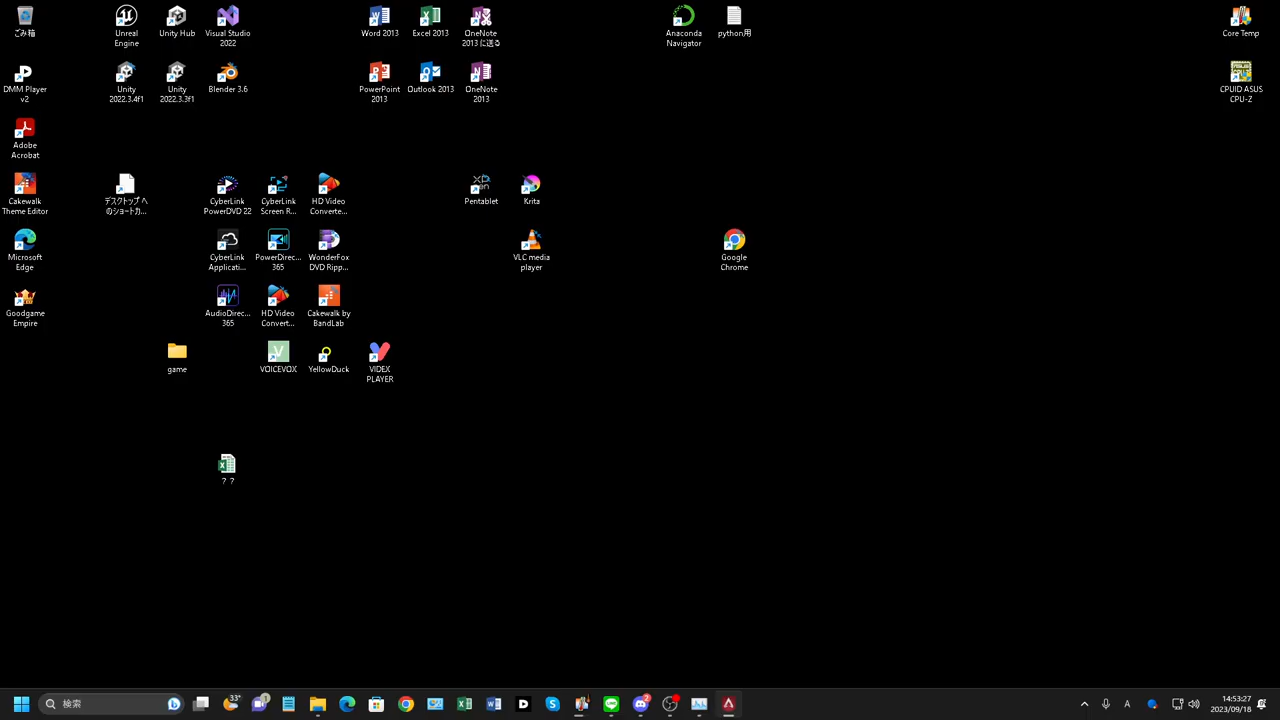 ごみ箱
Unreal
Engine
Unity Hub
Visual Studio
2022
Word 2013
Excel 2013
OneNote
2013 に送る
Anaconda
Navigator
python用
Core Temp
DMM Player
v2
Unity
2022.3.4f1
Unity
2022.3.3f1
Blender 3.6
PowerPoint
2013
Outlook 2013
OneNote
2013
CPUID ASUS
CPU-Z
Adobe
Acrobat
Cakewalk
Theme Editor
デスクトップ へ
のショートカ...
CyberLink
PowerDVD 22
CyberLink
Screen R...
HD Video
Converte...
Pentablet
Krita
Microsoft
Edge
CyberLink
Applicati...
PowerDirec...
365
WonderFox
DVD Ripp...
VLC media
player
Google
Chrome
Goodgame
Empire
AudioDirec...
365
HD Video
Convert...
Cakewalk by
BandLab
game
VOICEVOX
YellowDuck
VIDEX
PLAYER
？？
検索
33°
1
2
A
14:53:27
2023/09/18